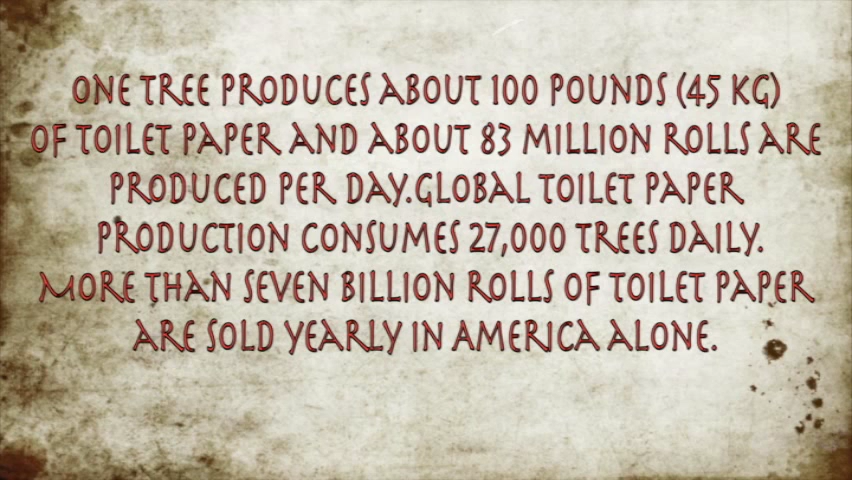 ONE TREE PRODUCES ABOUT 100 POUNDS (45 KG)
OF TOILET PAPER AND ABOUT 83 MILLION ROLLS ARE
PRODUCED PER DAY.GLOBAL TOILET PAPER
PRODUCTION CONSUMES 27,000 TREES DAILY.
MORE THAN SEVEN BILLION ROLLS OF TOILET PAPER
ARE SOLD YEARLY IN AMERICA ALONE.